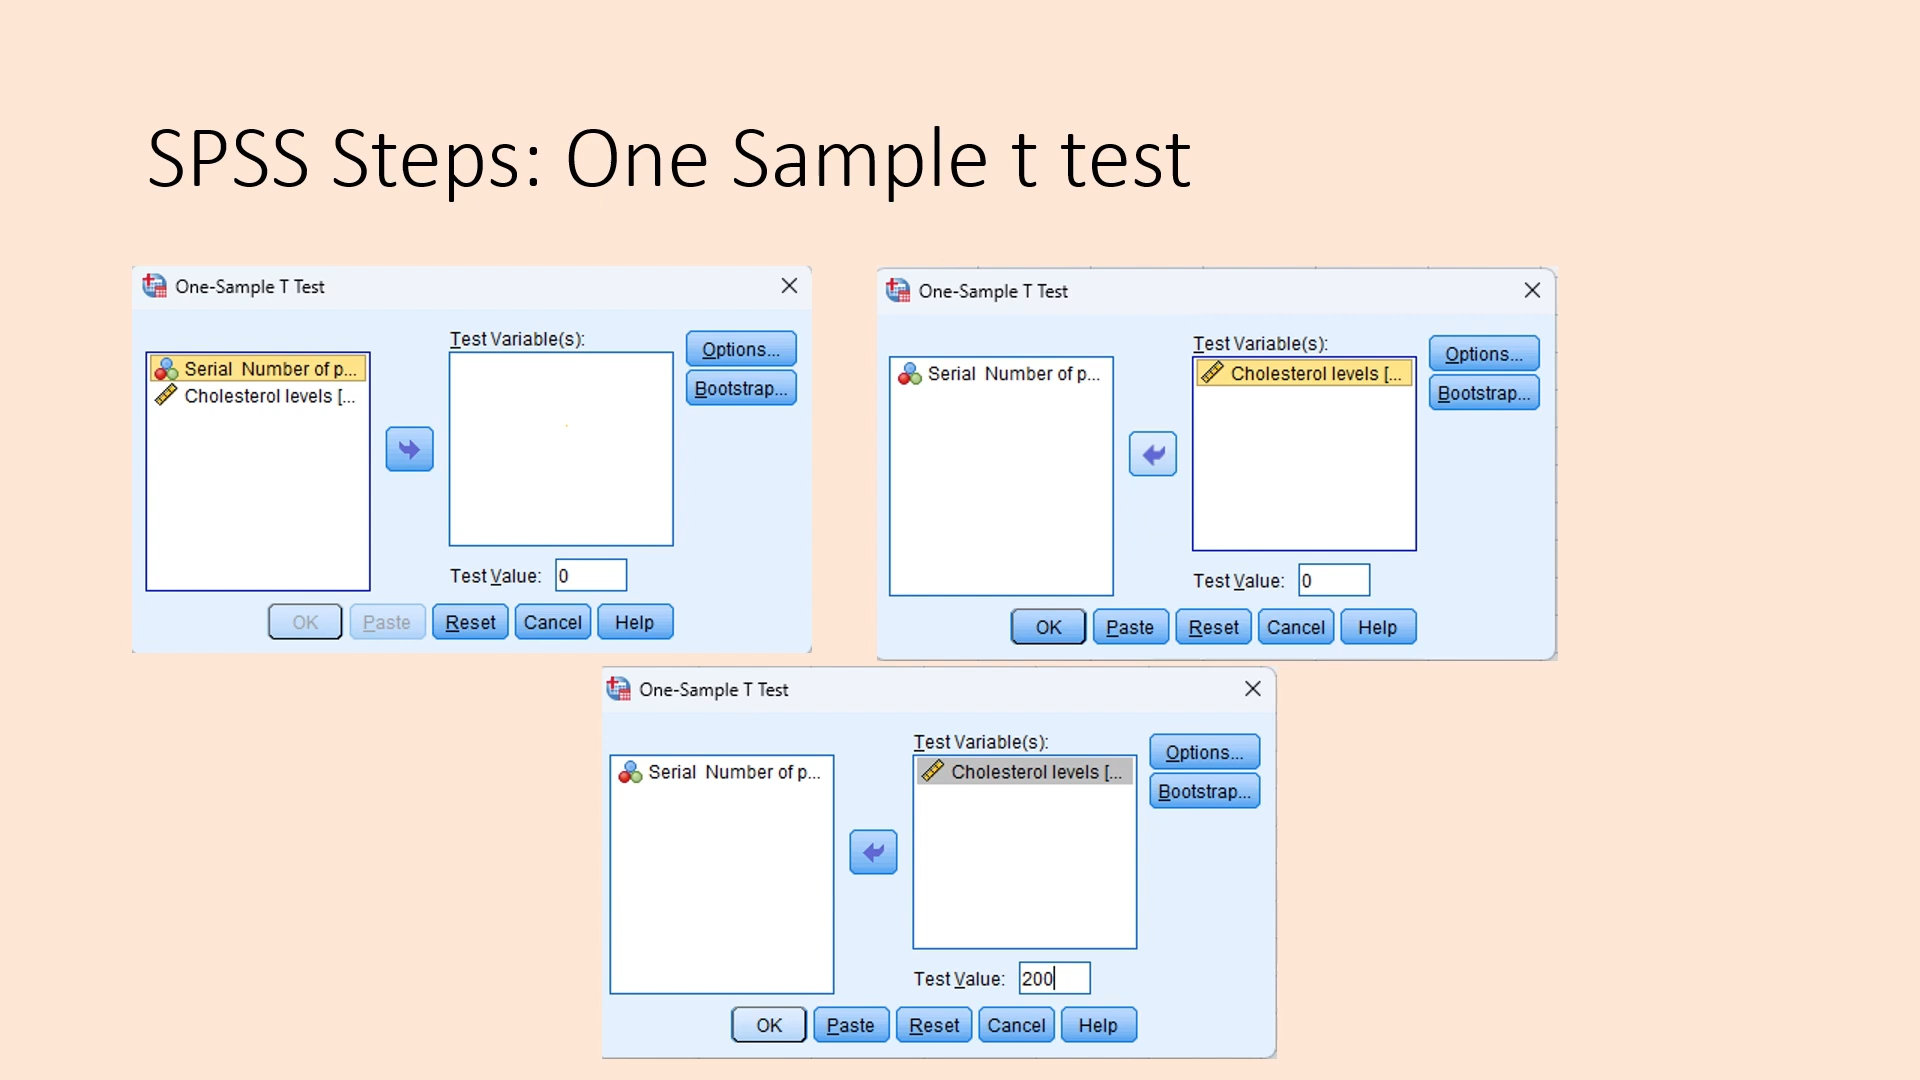 SPSS Steps: One Sample t test
One-Sample T Test
Test Variable(s):
Serial Number of p...
Cholesterol levels [...
Options...
Bootstrap...
Test Value: 0
OK Paste Reset Cancel Help
One-Sample T Test
Test Variable(s):
Serial Number of p...
Cholesterol levels [...
Options...
Bootstrap...
Test Value: 0
OK Paste Reset Cancel Help
One-Sample T Test
Test Variable(s):
Serial Number of p...
Cholesterol levels [...
Options...
Bootstrap...
Test Value: 200
OK Paste Reset Cancel Help